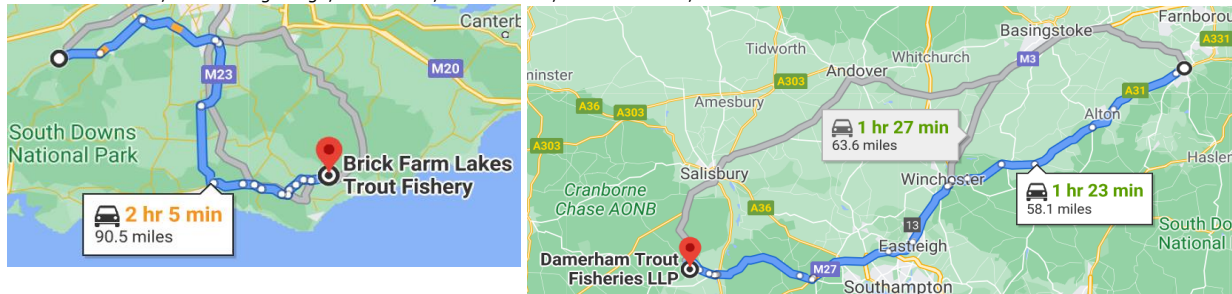 Canterb
M23
M20
South Downs
National Park
Brick Farm Lakes
Trout Fishery
2 hr 5 min
90.5 miles
Farnborou
A331
Basingstoke
Tidworth
Whitchurch
M3
minster
A303
Andover
A36
A303
Amesbury
A31
Alton
1 hr 27 min
63.6 miles
A303
Hasler
Salisbury
Winchester
Cranborne
Chase AONB
1 hr 23 min
58.1 miles
A36
13
South Do
National
Eastleigh
Damerham Trout
Fisheries LLP
M27
Southampton